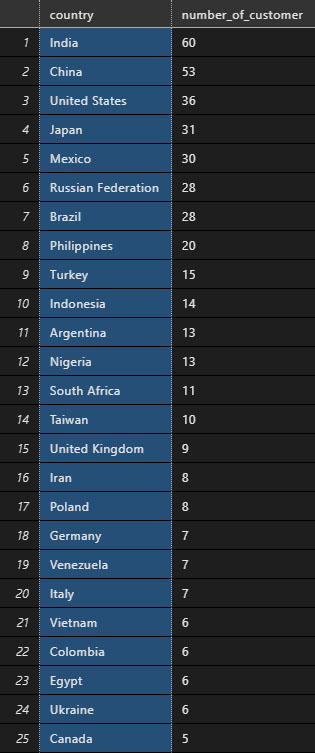 country number_of_customer
1 India 60
2 China 53
3 United States 36
4 Japan 31
5 Mexico 30
6 Russian Federation 28
7 Brazil 28
8 Philippines 20
9 Turkey 15
10 Indonesia 14
11 Argentina 13
12 Nigeria 13
13 South Africa 11
14 Taiwan 10
15 United Kingdom 9
16 Iran 8
17 Poland 8
18 Germany 7
19 Venezuela 7
20 Italy 7
21 Vietnam 6
22 Colombia 6
23 Egypt 6
24 Ukraine 6
25 Canada 5